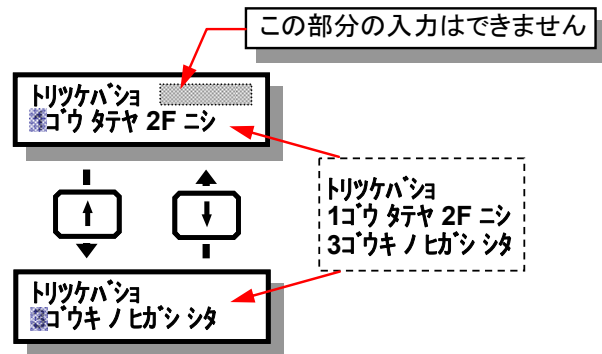 この部分の入力はできません
トリツケバショ
1ゴウ タテヤ 2F ニシ
トリツケバショ
1ゴウ タテヤ 2F ニシ
3ゴウキ ノ ヒガシ シタ
↑
↓
トリツケバショ
3ゴウキ ノ ヒガシ シタ